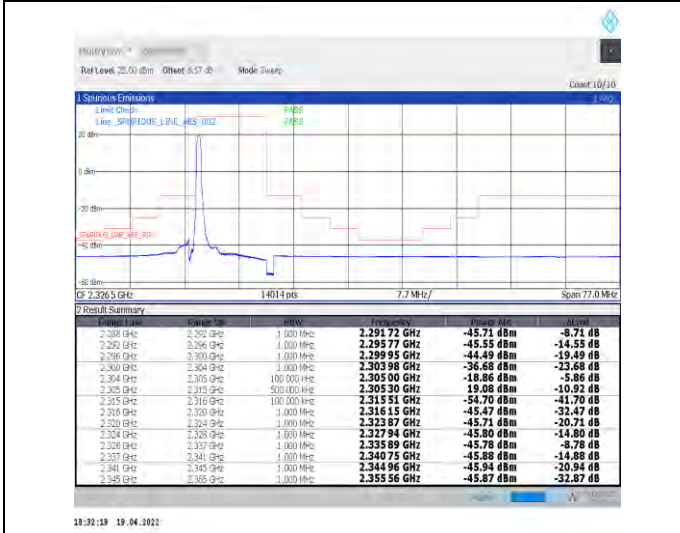 MultiView
Ref Level 25.00 dBm Offset 6.57 dB Mode Sweep
Count 10/10
1 Spurious Emissions
Limit Check PASS
Line _SPURIOUS_LINE_ABS_002 PASS
20 dBm
0 dBm
-20 dBm
_SPURIOUS_LINE_ABS_002
-40 dBm
-60 dBm
CF 2.3265 GHz 14014 pts 7.7 MHz/ Span 77.0 MHz
2 Result Summary
Range Low Range Up RBW Frequency Power Abs ΔLimit
2.288 GHz 2.292 GHz 1.000 MHz 2.291 72 GHz -45.71 dBm -8.71 dB
2.292 GHz 2.296 GHz 1.000 MHz 2.295 77 GHz -45.55 dBm -14.55 dB
2.296 GHz 2.300 GHz 1.000 MHz 2.299 95 GHz -44.49 dBm -19.49 dB
2.300 GHz 2.304 GHz 1.000 MHz 2.303 98 GHz -36.68 dBm -23.68 dB
2.304 GHz 2.305 GHz 100.000 kHz 2.305 00 GHz -18.86 dBm -5.86 dB
2.305 GHz 2.315 GHz 500.000 kHz 2.305 30 GHz 19.08 dBm -10.92 dB
2.315 GHz 2.316 GHz 100.000 kHz 2.315 51 GHz -54.70 dBm -41.70 dB
2.316 GHz 2.320 GHz 1.000 MHz 2.316 15 GHz -45.47 dBm -32.47 dB
2.320 GHz 2.324 GHz 1.000 MHz 2.323 87 GHz -45.71 dBm -20.71 dB
2.324 GHz 2.328 GHz 1.000 MHz 2.327 94 GHz -45.80 dBm -14.80 dB
2.328 GHz 2.337 GHz 1.000 MHz 2.335 89 GHz -45.78 dBm -8.78 dB
2.337 GHz 2.341 GHz 1.000 MHz 2.340 75 GHz -45.88 dBm -14.88 dB
2.341 GHz 2.345 GHz 1.000 MHz 2.344 96 GHz -45.94 dBm -20.94 dB
2.345 GHz 2.365 GHz 1.000 MHz 2.355 56 GHz -45.87 dBm -32.87 dB
18:32:19 19.04.2022